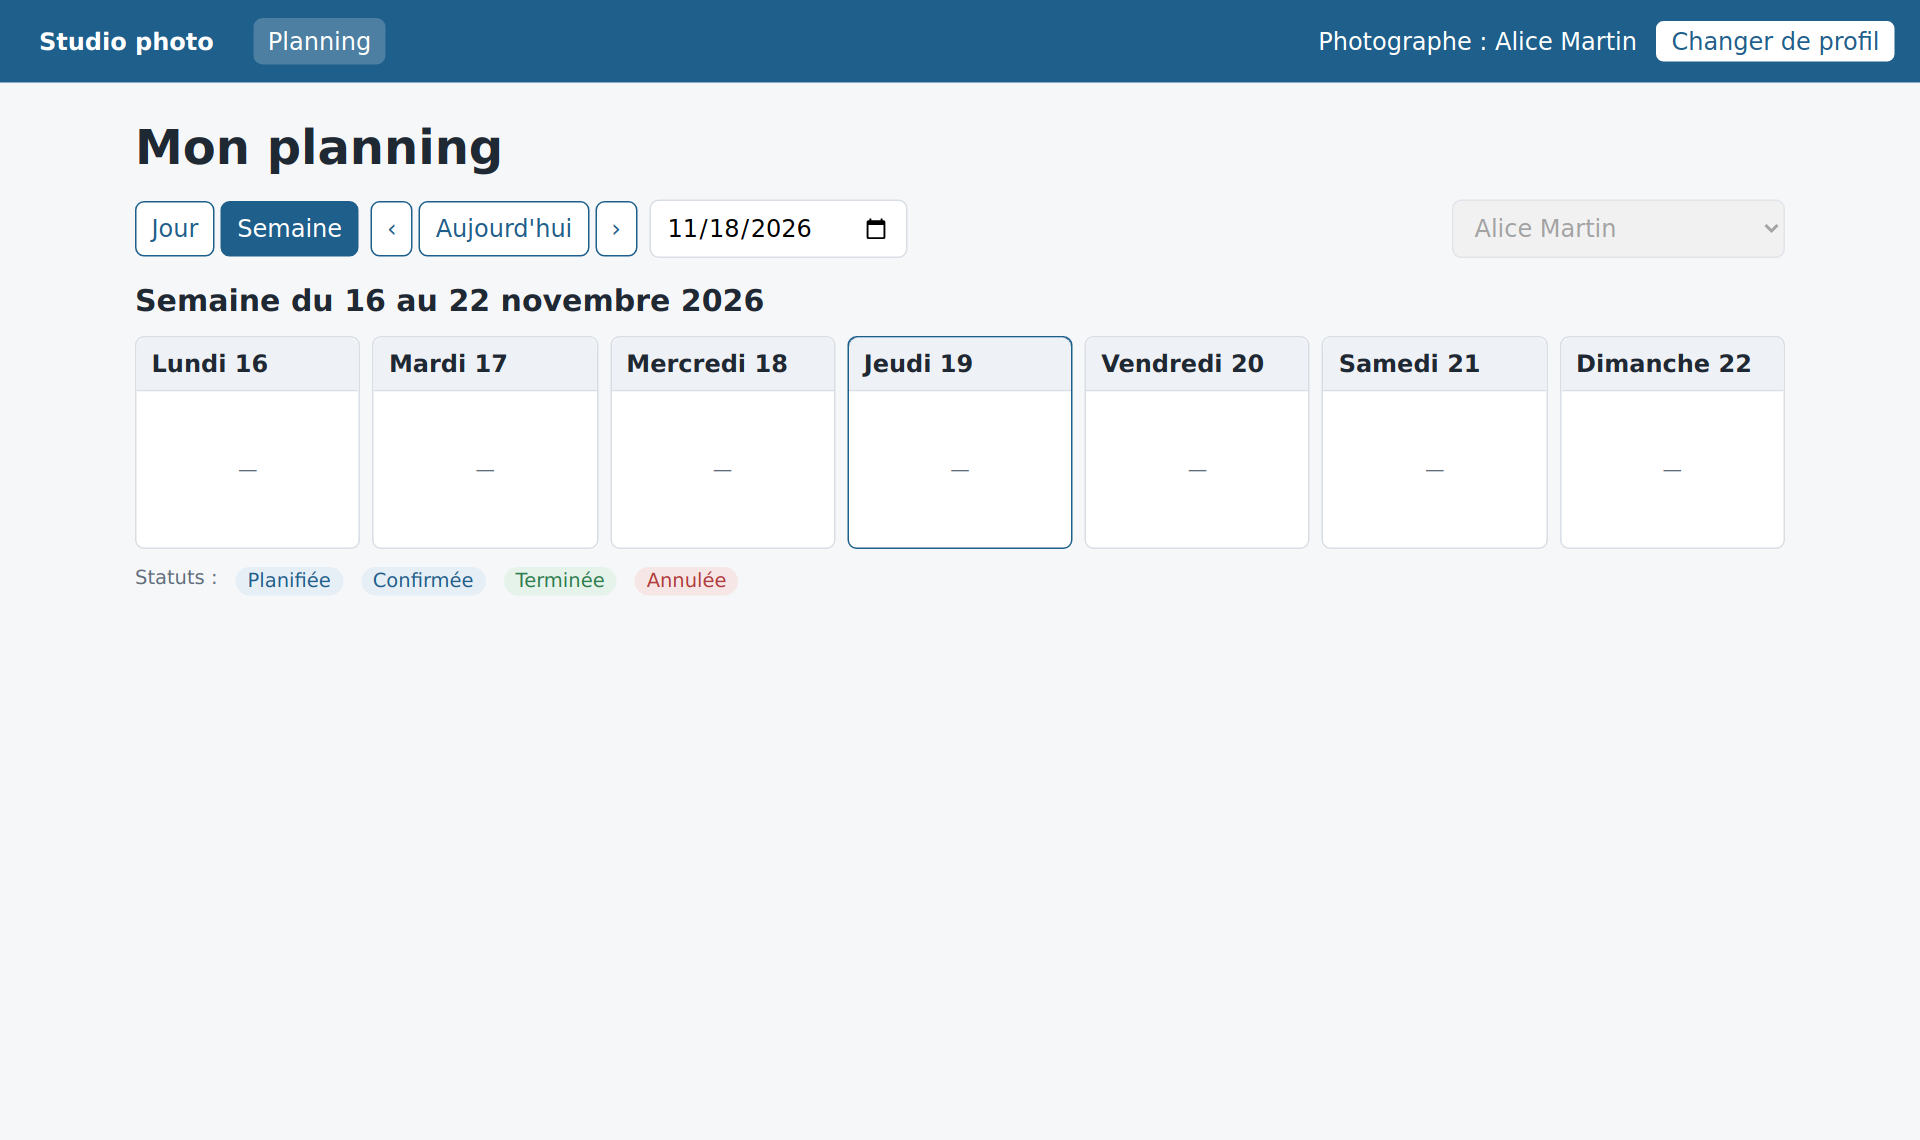 Studio photo Planning Photographe : Alice Martin Changer de profil
Mon planning
Jour Semaine ‹ Aujourd'hui › 11/18/2026 Alice Martin
Semaine du 16 au 22 novembre 2026
Lundi 16 Mardi 17 Mercredi 18 Jeudi 19 Vendredi 20 Samedi 21 Dimanche 22
— — — — — — —
Statuts : Planifiée Confirmée Terminée Annulée